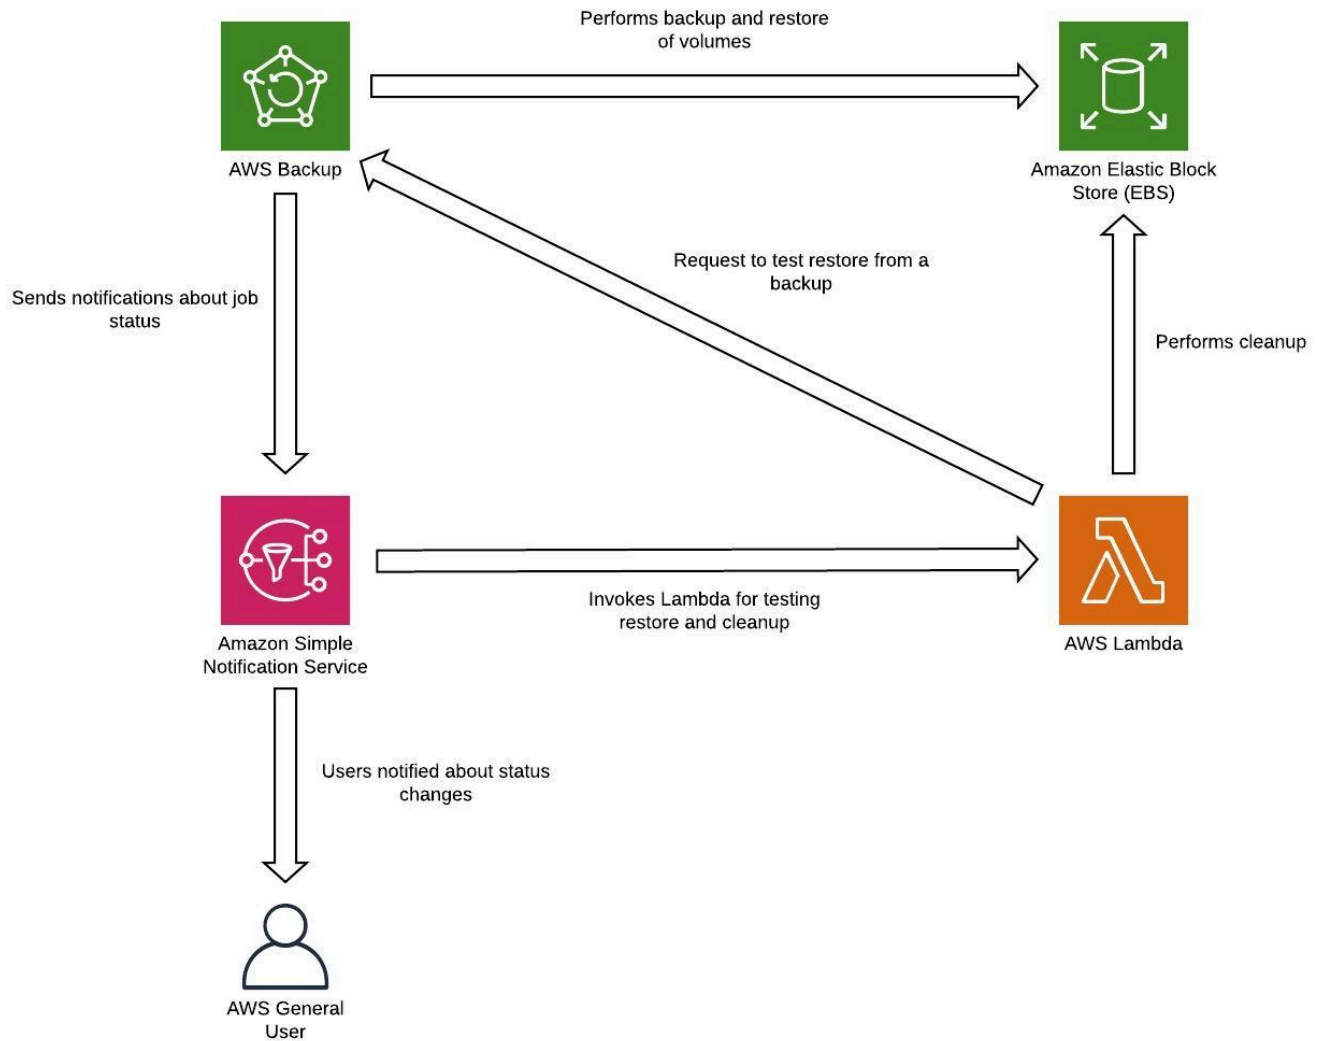 Performs backup and restore
of volumes
AWS Backup
Amazon Elastic Block
Store (EBS)
Request to test restore from a
backup
Sends notifications about job
status
Performs cleanup
Invokes Lambda for testing
restore and cleanup
Amazon Simple
Notification Service
AWS Lambda
Users notified about status
changes
AWS General
User